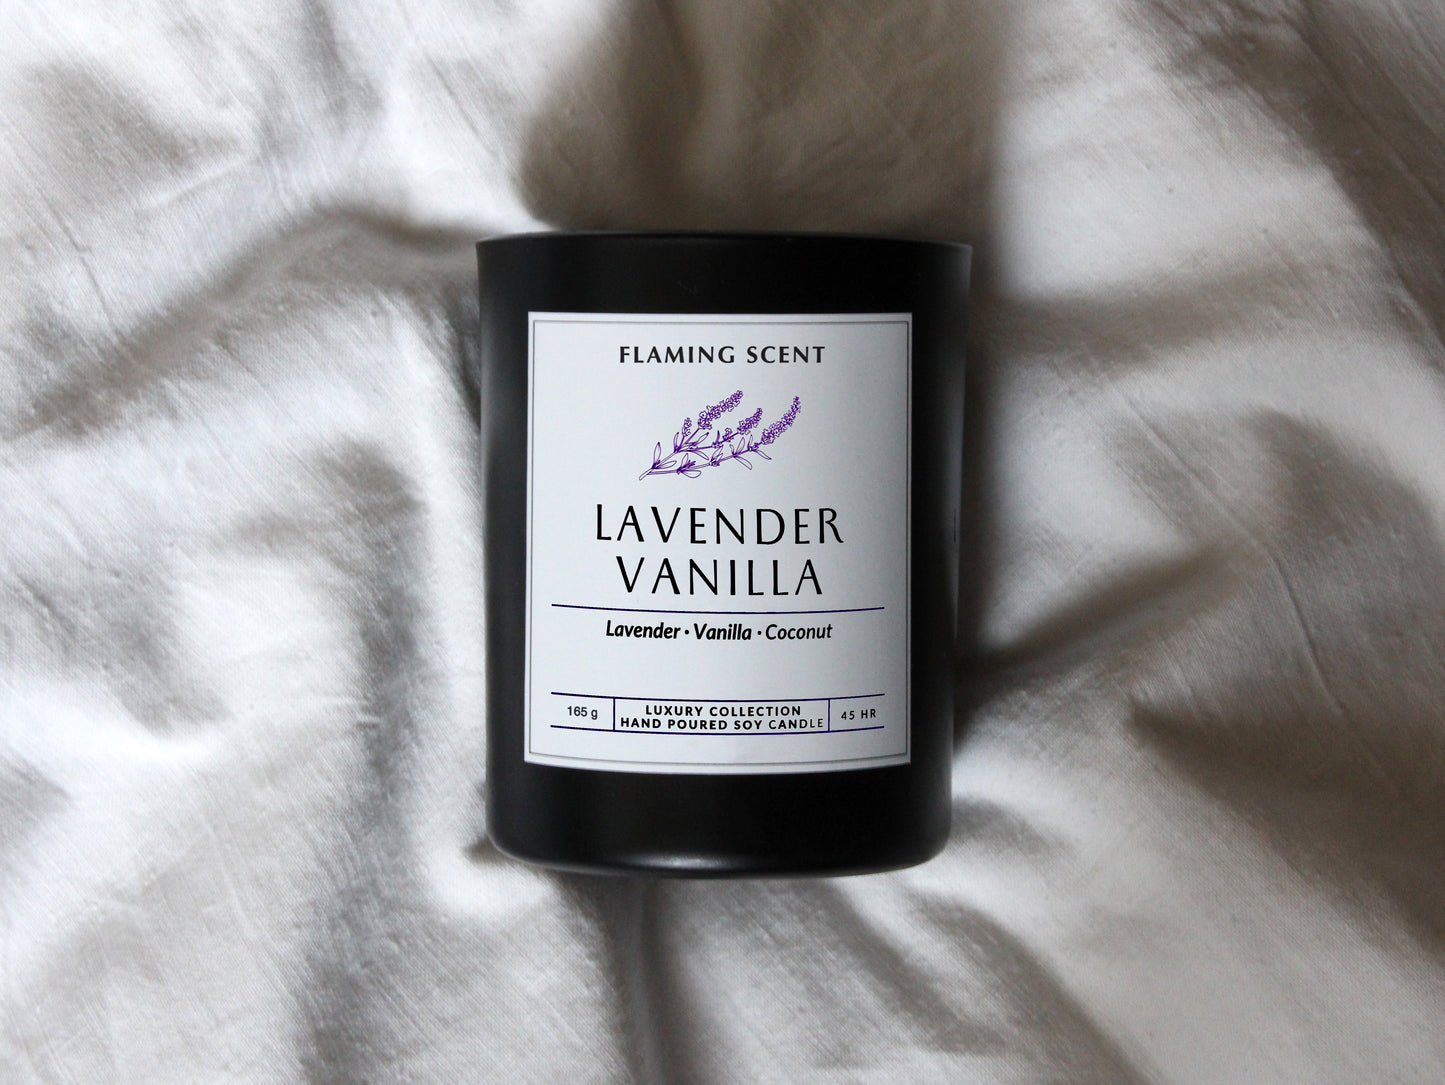 FLAMING SCENT
LAVENDER
VANILLA
Lavender · Vanilla · Coconut
165 g
LUXURY COLLECTION
HAND POURED SOY CANDLE
45 HR